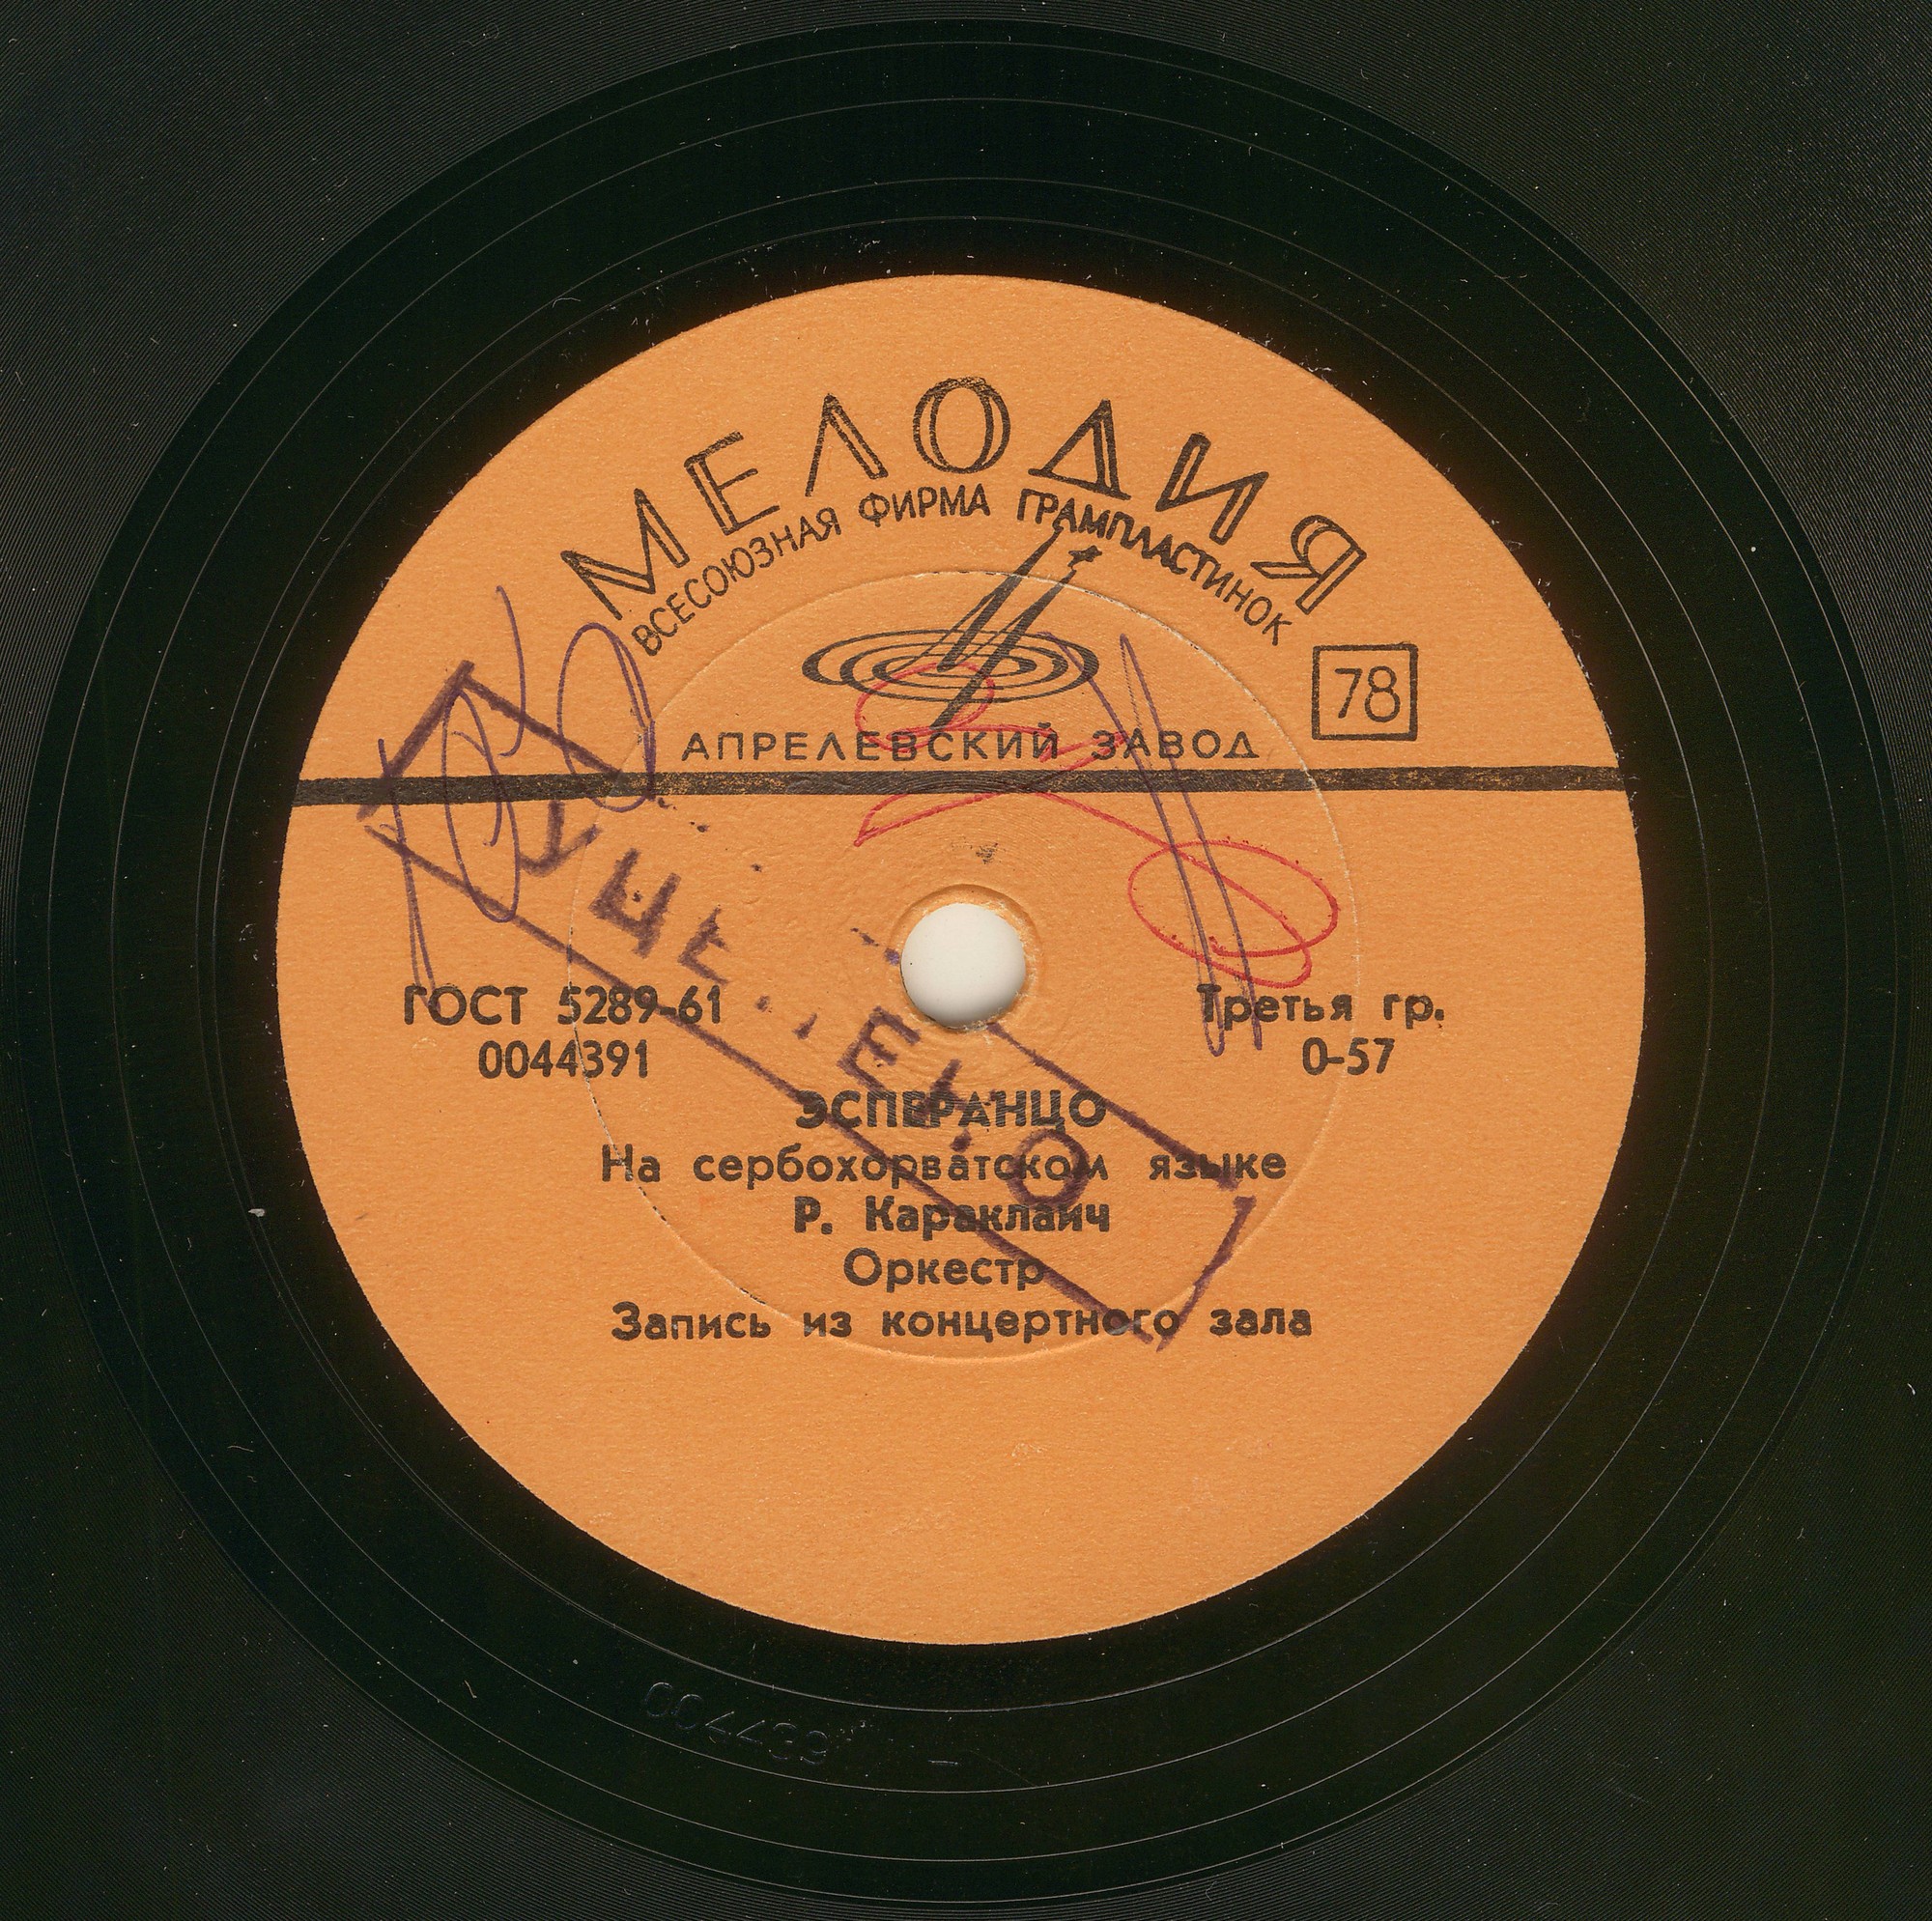 МЕЛОДИЯ
ВСЕСОЮЗНАЯ ФИРМА ГРАМПЛАСТИНОК
78
АПРЕЛЕВСКИЙ ЗАВОД
ГОСТ 5289-61
0044391
Третья гр.
0-57
ЭСПЕРАНЦО
На сербохорватском языке
Р. Караклаич
Оркестр
Запись из концертного зала
004439